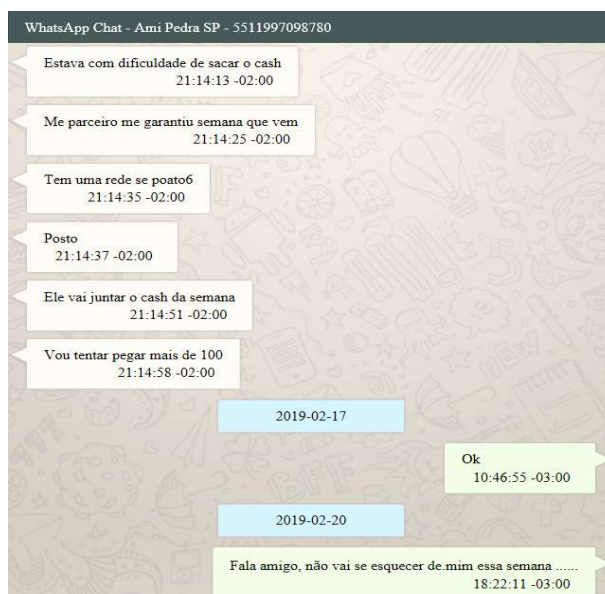 WhatsApp Chat - Ami Pedra SP - 5511997098780
Estava com dificuldade de sacar o cash
21:14:13 -02:00
Me parceiro me garantiu semana que vem
21:14:25 -02:00
Tem uma rede se poato6
21:14:35 -02:00
Posto
21:14:37 -02:00
Ele vai juntar o cash da semana
21:14:51 -02:00
Vou tentar pegar mais de 100
21:14:58 -02:00
2019-02-17
Ok
10:46:55 -03:00
2019-02-20
Fala amigo, não vai se esquecer de.mim essa semana ......
18:22:11 -03:00